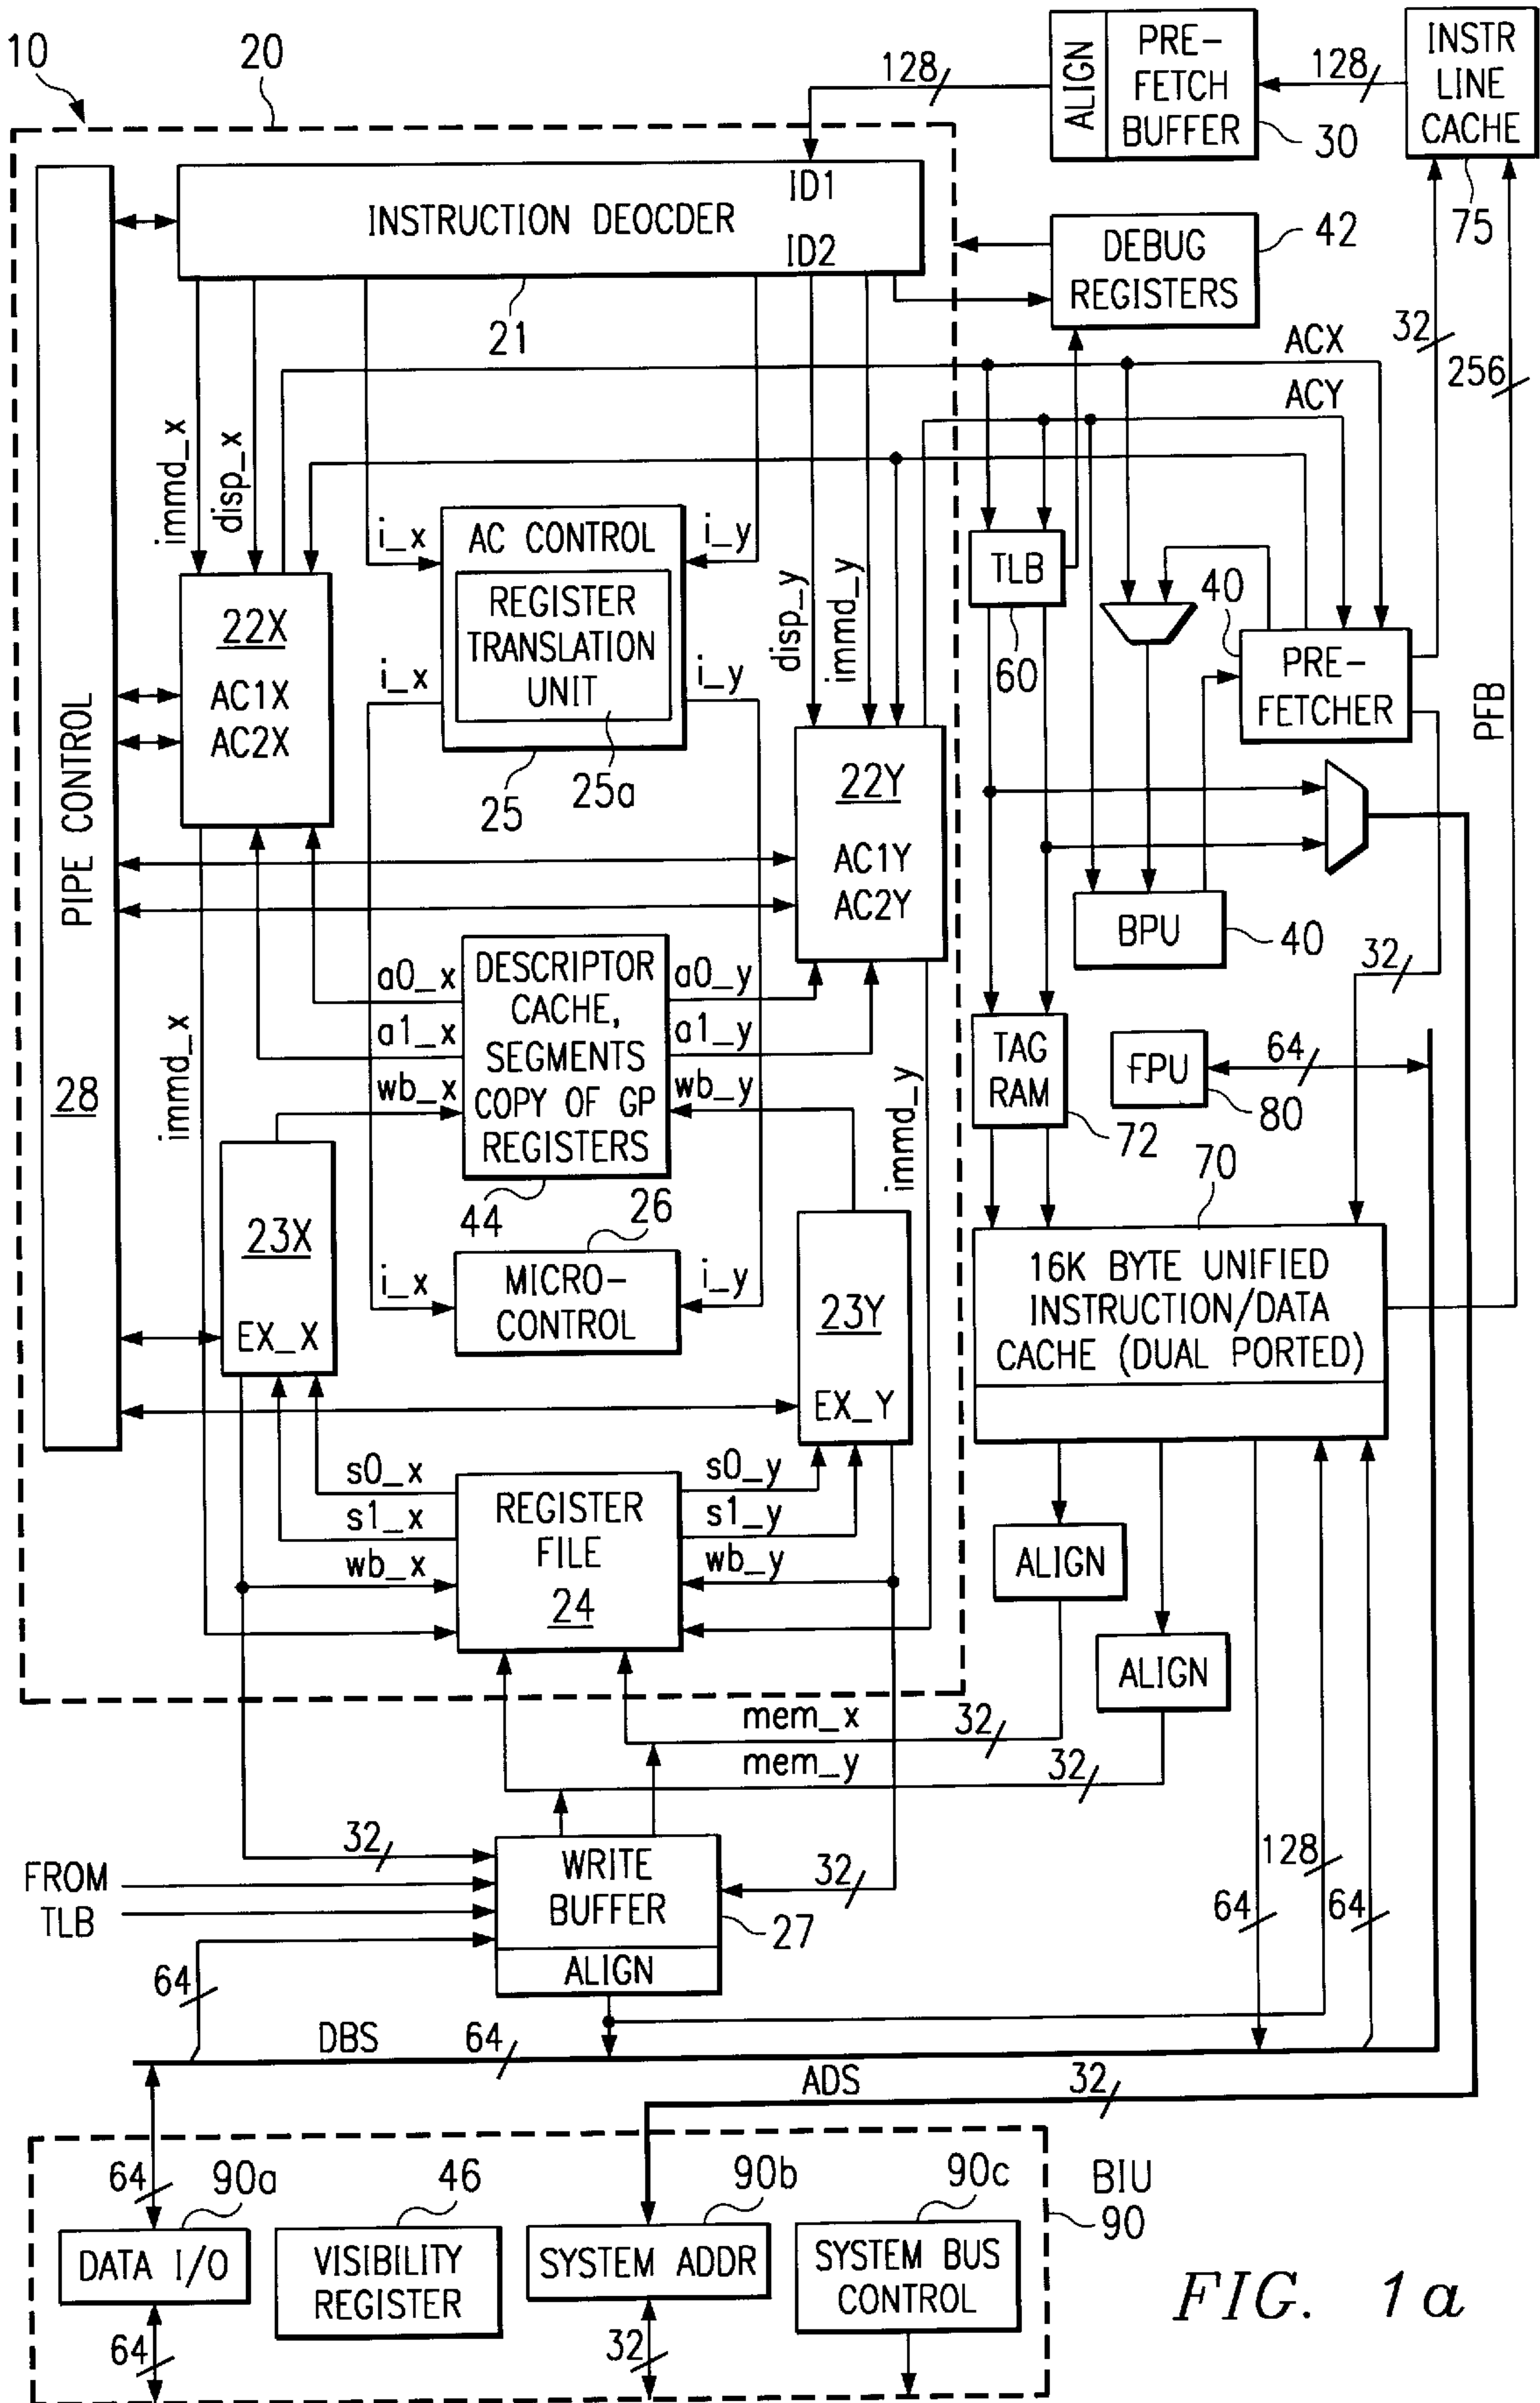 10
20
128
ALIGN
PRE-
FETCH
BUFFER
30
128
INSTR
LINE
CACHE
75
ID1
INSTRUCTION DEOCDER
ID2
21
DEBUG
REGISTERS
42
32
256
ACX
ACY
immd_x
disp_x
i_x
AC CONTROL
i_y
REGISTER
TRANSLATION
UNIT
i_x
i_y
25
25a
disp_y
immd_y
TLB
60
40
PRE-
FETCHER
PFB
22X
AC1X
AC2X
PIPE CONTROL
28
22Y
AC1Y
AC2Y
BPU
40
32
immd_x
a0_x
a1_x
wb_x
DESCRIPTOR
CACHE,
SEGMENTS
COPY OF GP
REGISTERS
44
a0_y
a1_y
wb_y
immd_y
TAG
RAM
72
FPU
80
64
70
23X
EX_X
26
i_x
MICRO-
CONTROL
i_y
23Y
EX_Y
16K BYTE UNIFIED
INSTRUCTION/DATA
CACHE (DUAL PORTED)
s0_x
s1_x
wb_x
REGISTER
FILE
24
s0_y
s1_y
wb_y
ALIGN
ALIGN
mem_x
32
mem_y
32
32
FROM
TLB
WRITE
BUFFER
ALIGN
27
32
128
64
64
64
DBS
64
ADS
32
64
90a
46
90b
90c
BIU
90
DATA I/O
VISIBILITY
REGISTER
SYSTEM ADDR
SYSTEM BUS
CONTROL
64
32
FIG. 1a